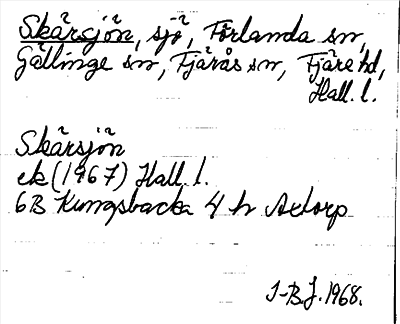 Skärsjön, sjö, Förlanda sn,
Gällinge sn, Fjärås sn, Fjäre hd,
Hall. l.
Skärsjön
ek (1967) Hall. l.
6B Kungsbacka 4 h Axtorp
I-B.J. 1968.